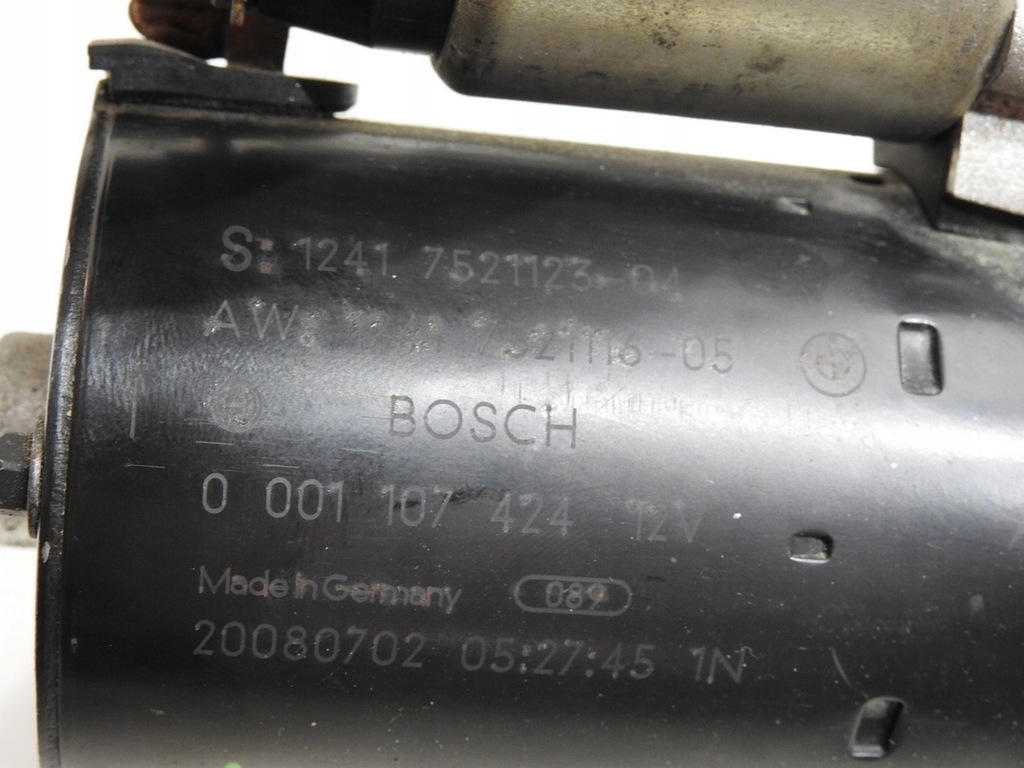 S: 1241 7521123-04
AW: 7521116-05
BOSCH
0 001 107 424 12V
Made in Germany 089
20080702 05:27:45 1N